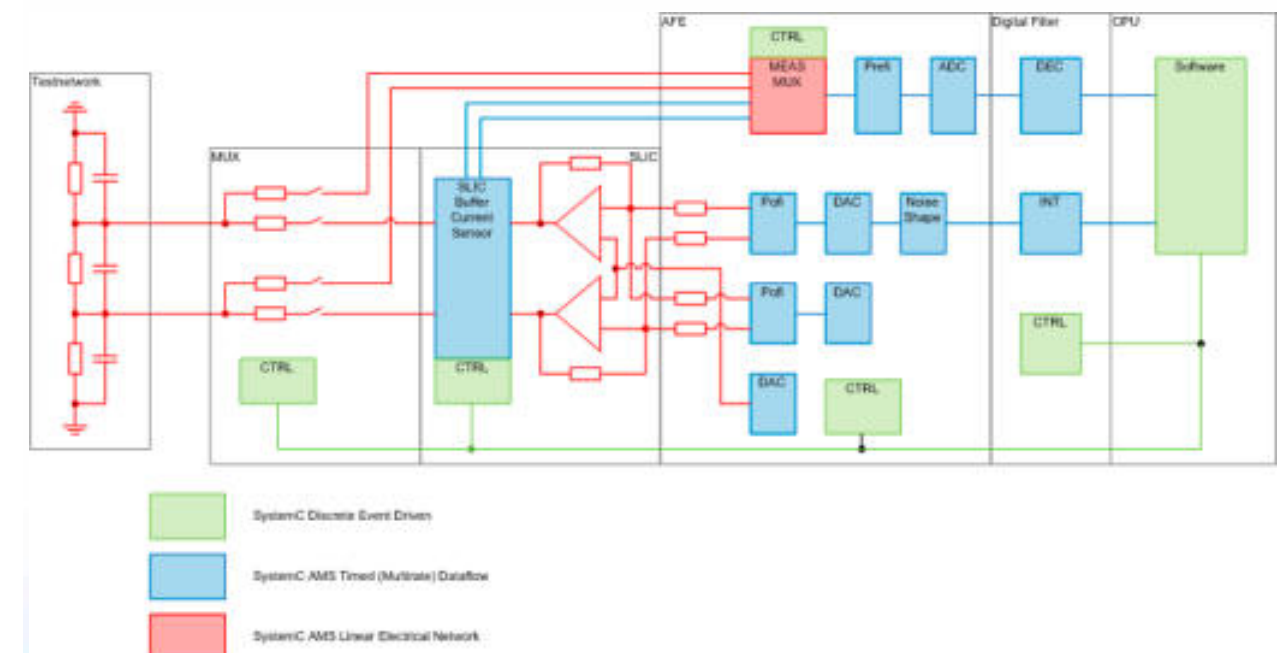 AFE
Digital Filter
CPU
CTRL
Testnetwork
MEAS
MUX
Prefi
ADC
DEC
Software
MUX
SLIC
SLIC
Buffer
Current
Sensor
Pofi
DAC
Noise
Shape
INT
Pofi
DAC
CTRL
CTRL
CTRL
DAC
CTRL
SystemC Discrete Event Driven
SystemC AMS Timed (Multirate) Dataflow
SystemC AMS Linear Electrical Network